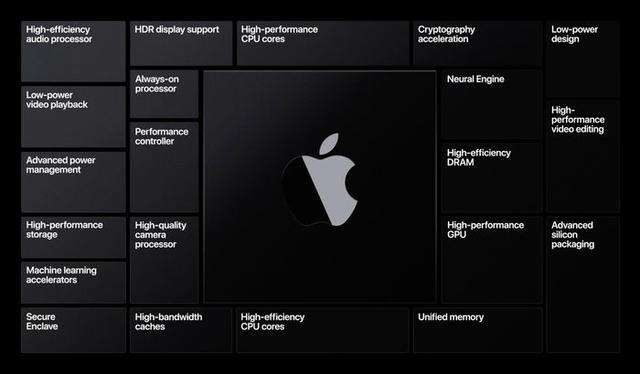 High-efficiency
audio processor
HDR display support
High-performance
CPU cores
Cryptography
acceleration
Low-power
design
Low-power
video playback
Always-on
processor
Neural Engine
High-
performance
video editing
Advanced power
management
Performance
controller
High-efficiency
DRAM
High-performance
storage
High-quality
camera
processor
High-performance
GPU
Advanced
silicon
packaging
Machine learning
accelerators
Secure
Enclave
High-bandwidth
caches
High-efficiency
CPU cores
Unified memory